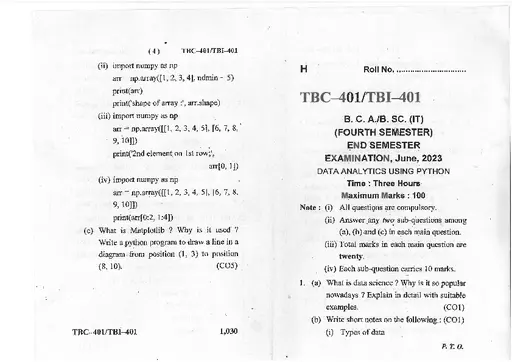 ( 4 ) TBC–401/TBI–401
(ii) import numpy as np
arr = np.array([1, 2, 3, 4], ndmin = 5)
print(arr)
print('shape of array :', arr.shape)
(iii) import numpy as np
arr = np.array([[1, 2, 3, 4, 5], [6, 7, 8,
9, 10]])
print('2nd element on 1st row:',
arr[0, 1])
(iv) import numpy as np
arr = np.array([[1, 2, 3, 4, 5], [6, 7, 8,
9, 10]])
print(arr[0:2, 1:4])
(c) What is Matplotlib ? Why is it used ?
Write a python program to draw a line in a
diagram from position (1, 3) to position
(8, 10). (CO5)
TBC–401/TBI–401 1,030
H Roll No. ..............................
TBC–401/TBI–401
B. C. A./B. SC. (IT)
(FOURTH SEMESTER)
END SEMESTER
EXAMINATION, June, 2023
DATA ANALYTICS USING PYTHON
Time : Three Hours
Maximum Marks : 100
Note : (i) All questions are compulsory.
(ii) Answer any two sub-questions among
(a), (b) and (c) in each main question.
(iii) Total marks in each main question are
twenty.
(iv) Each sub-question carries 10 marks.
1. (a) What is data science ? Why is it so popular
nowadays ? Explain in detail with suitable
examples. (CO1)
(b) Write short notes on the following : (CO1)
(i) Types of data
P. T. O.